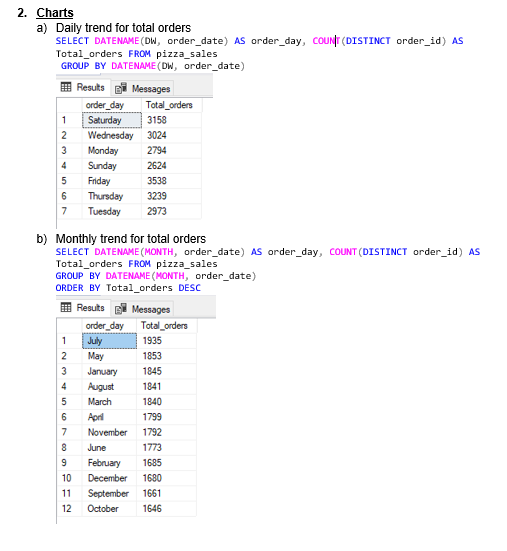 2. Charts
a) Daily trend for total orders
SELECT DATENAME(DW, order_date) AS order_day, COUNT(DISTINCT order_id) AS
Total_orders FROM pizza_sales
GROUP BY DATENAME(DW, order_date)
Results Messages
order_day Total_orders
1 Saturday 3158
2 Wednesday 3024
3 Monday 2794
4 Sunday 2624
5 Friday 3538
6 Thursday 3239
7 Tuesday 2973
b) Monthly trend for total orders
SELECT DATENAME(MONTH, order_date) AS order_day, COUNT(DISTINCT order_id) AS
Total_orders FROM pizza_sales
GROUP BY DATENAME(MONTH, order_date)
ORDER BY Total_orders DESC
Results Messages
order_day Total_orders
1 July 1935
2 May 1853
3 January 1845
4 August 1841
5 March 1840
6 April 1799
7 November 1792
8 June 1773
9 February 1685
10 December 1680
11 September 1661
12 October 1646